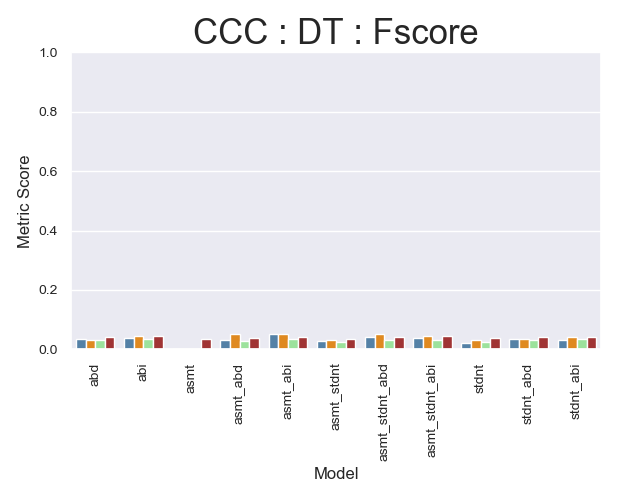 CCC : DT : Fscore
Metric Score
1.0
0.8
0.6
0.4
0.2
0.0
abd
abi
asmt
asmt_abd
asmt_abi
asmt_stdnt
asmt_stdnt_abd
asmt_stdnt_abi
stdnt
stdnt_abd
stdnt_abi
Model